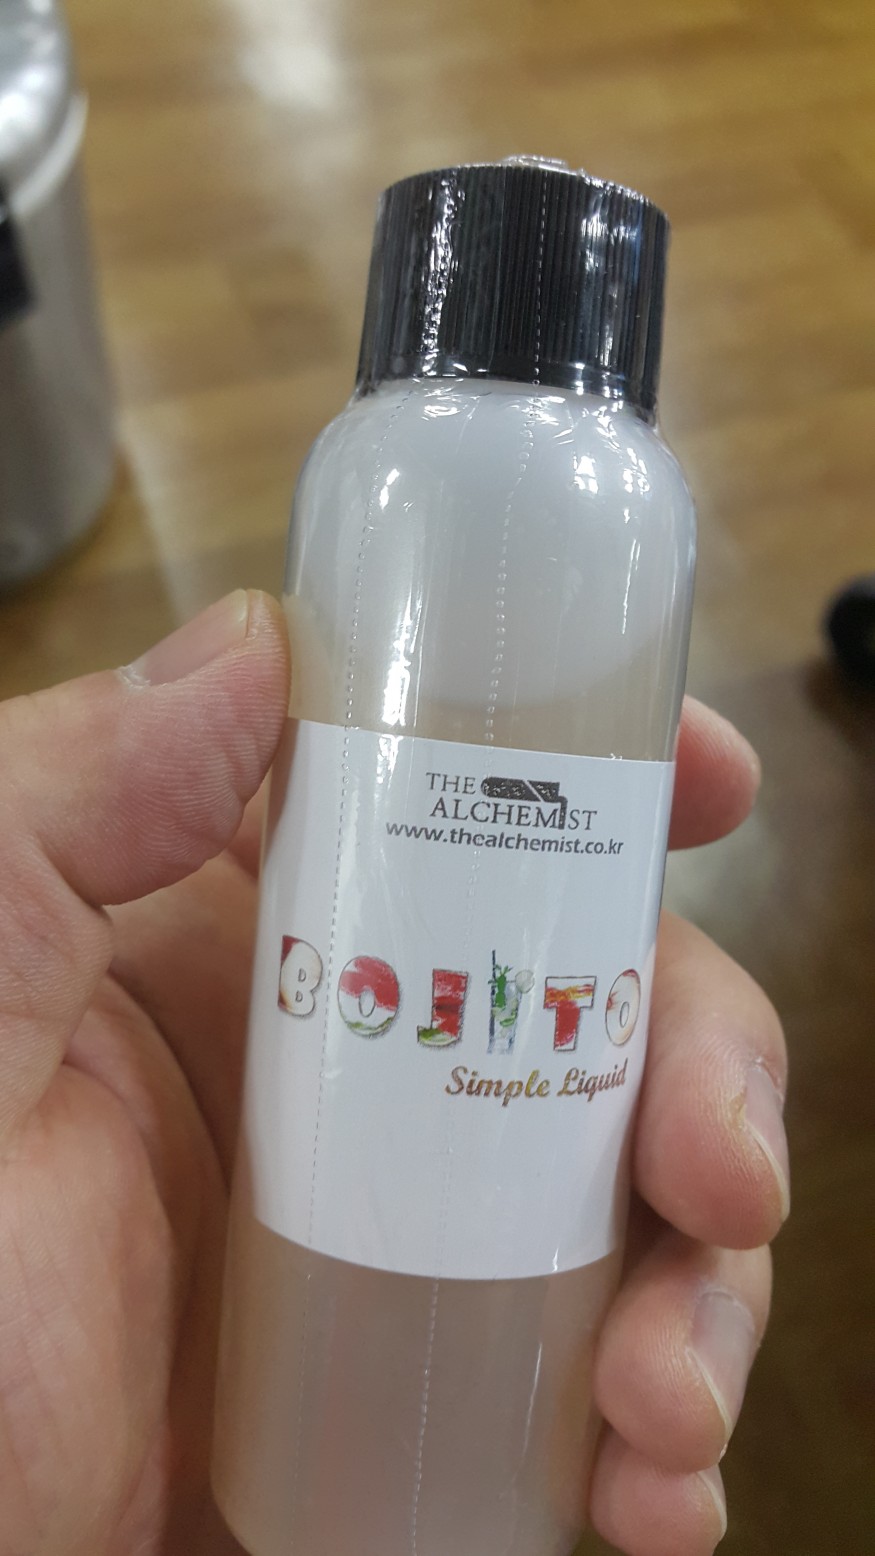 THE
ALCHEMIST
www.thealchemist.co.kr
BOJITO
Simple Liquid